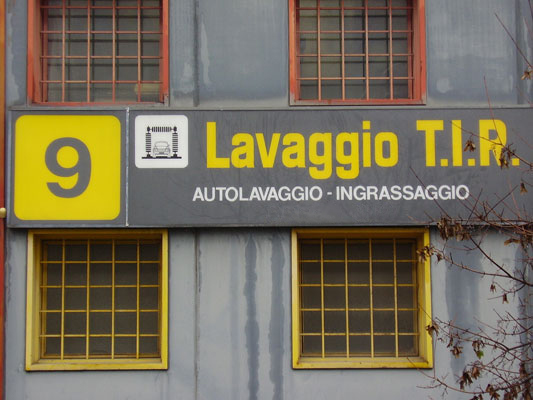 9
Lavaggio T.I.R.
AUTOLAVAGGIO - INGRASSAGGIO